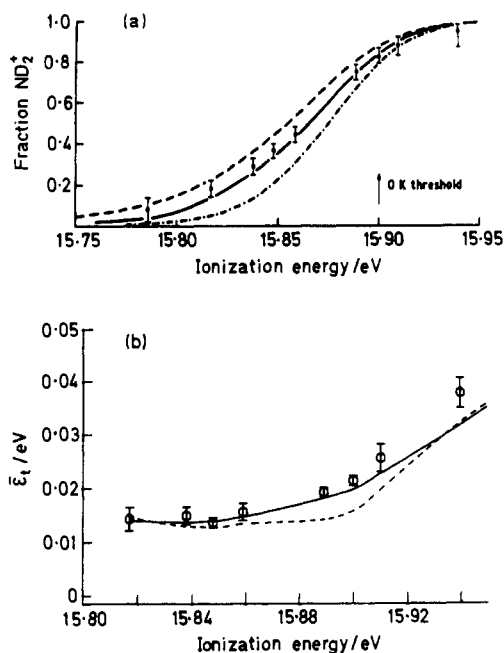 (a)
Fraction ND₂⁺
1·0
0·8
0·6
0·4
0·2
0 K threshold
15·75 15·80 15·85 15·90 15·95
Ionization energy /eV
(b)
ε̄ₜ / eV
0·05
0·04
0·03
0·02
0·01
0
15·80 15·84 15·88 15·92
Ionization energy /eV